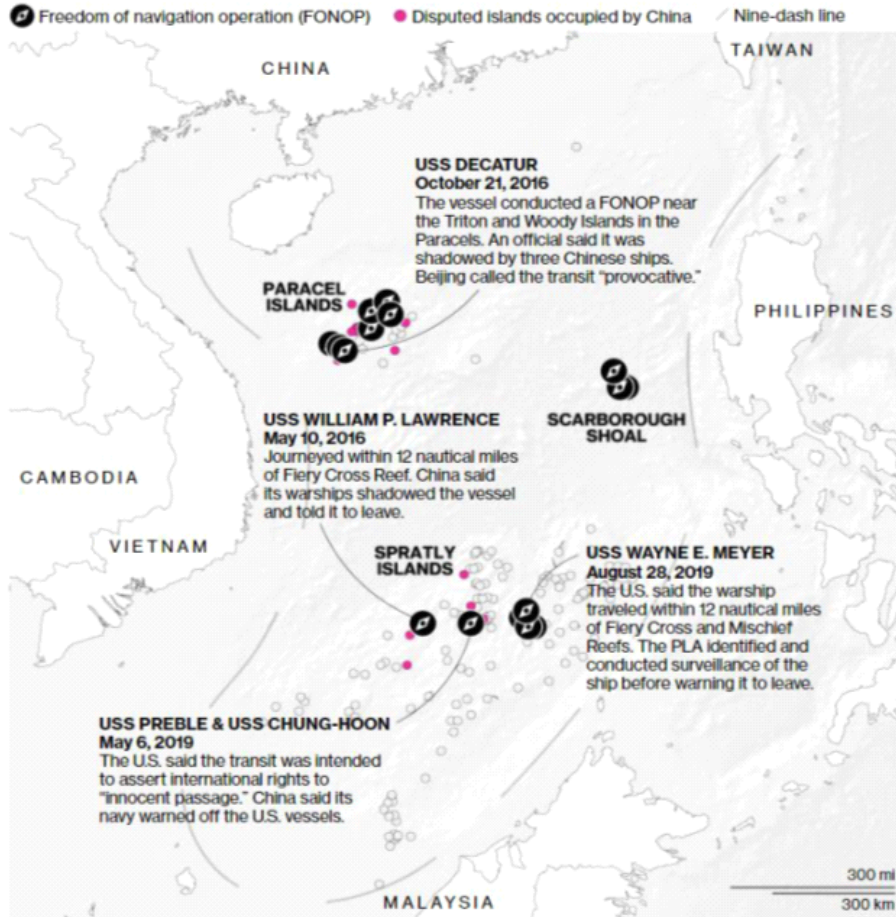 Freedom of navigation operation (FONOP)
Disputed islands occupied by China
Nine-dash line
TAIWAN
CHINA
USS DECATUR
October 21, 2016
The vessel conducted a FONOP near
the Triton and Woody Islands in the
Paracels. An official said it was
shadowed by three Chinese ships.
Beijing called the transit “provocative.”
PARACEL
ISLANDS
PHILIPPINES
USS WILLIAM P. LAWRENCE
May 10, 2016
Journeyed within 12 nautical miles
of Fiery Cross Reef. China said
its warships shadowed the vessel
and told it to leave.
SCARBOROUGH
SHOAL
CAMBODIA
VIETNAM
SPRATLY
ISLANDS
USS WAYNE E. MEYER
August 28, 2019
The U.S. said the warship
traveled within 12 nautical miles
of Fiery Cross and Mischief
Reefs. The PLA identified and
conducted surveillance of the
ship before warning it to leave.
USS PREBLE & USS CHUNG-HOON
May 6, 2019
The U.S. said the transit was intended
to assert international rights to
“innocent passage.” China said its
navy warned off the U.S. vessels.
300 mi
300 km
MALAYSIA